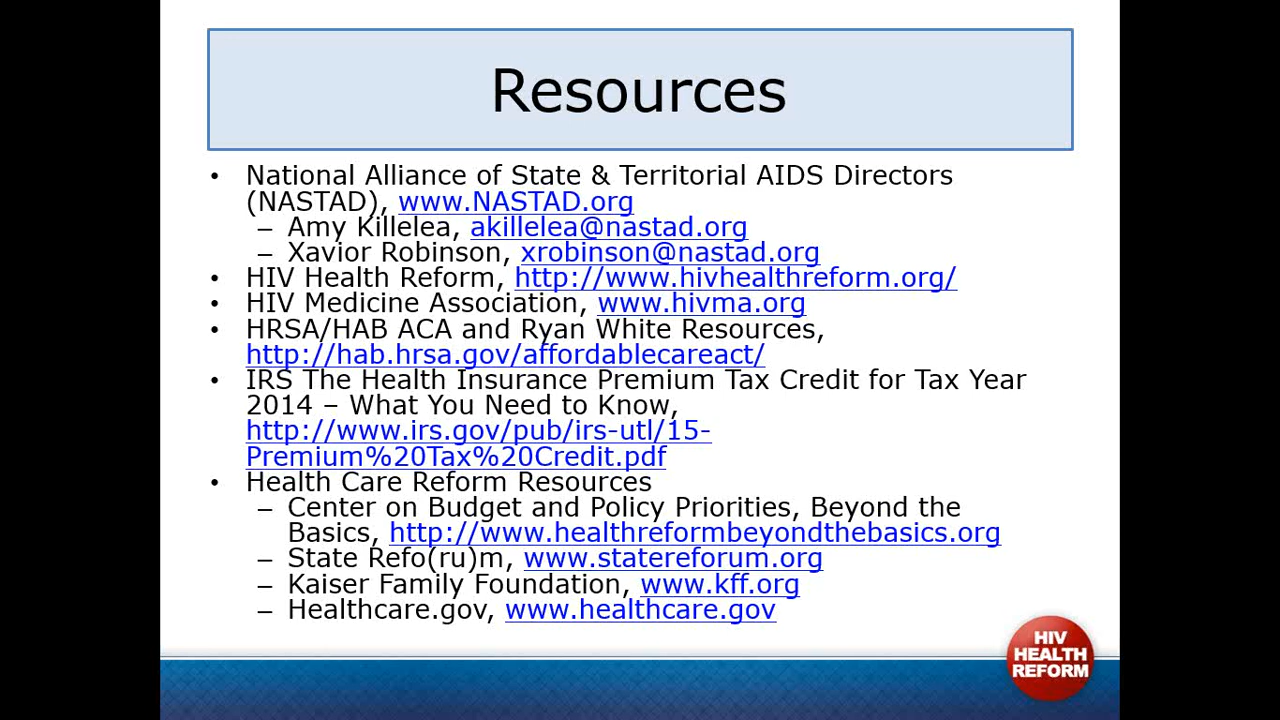 Resources
• National Alliance of State & Territorial AIDS Directors
(NASTAD), www.NASTAD.org
– Amy Killelea, akillelea@nastad.org
– Xavior Robinson, xrobinson@nastad.org
• HIV Health Reform, http://www.hivhealthreform.org/
• HIV Medicine Association, www.hivma.org
• HRSA/HAB ACA and Ryan White Resources,
http://hab.hrsa.gov/affordablecareact/
• IRS The Health Insurance Premium Tax Credit for Tax Year
2014 – What You Need to Know,
http://www.irs.gov/pub/irs-utl/15-
Premium%20Tax%20Credit.pdf
• Health Care Reform Resources
– Center on Budget and Policy Priorities, Beyond the
Basics, http://www.healthreformbeyondthebasics.org
– State Refo(ru)m, www.statereforum.org
– Kaiser Family Foundation, www.kff.org
– Healthcare.gov, www.healthcare.gov
HIV
HEALTH
REFORM